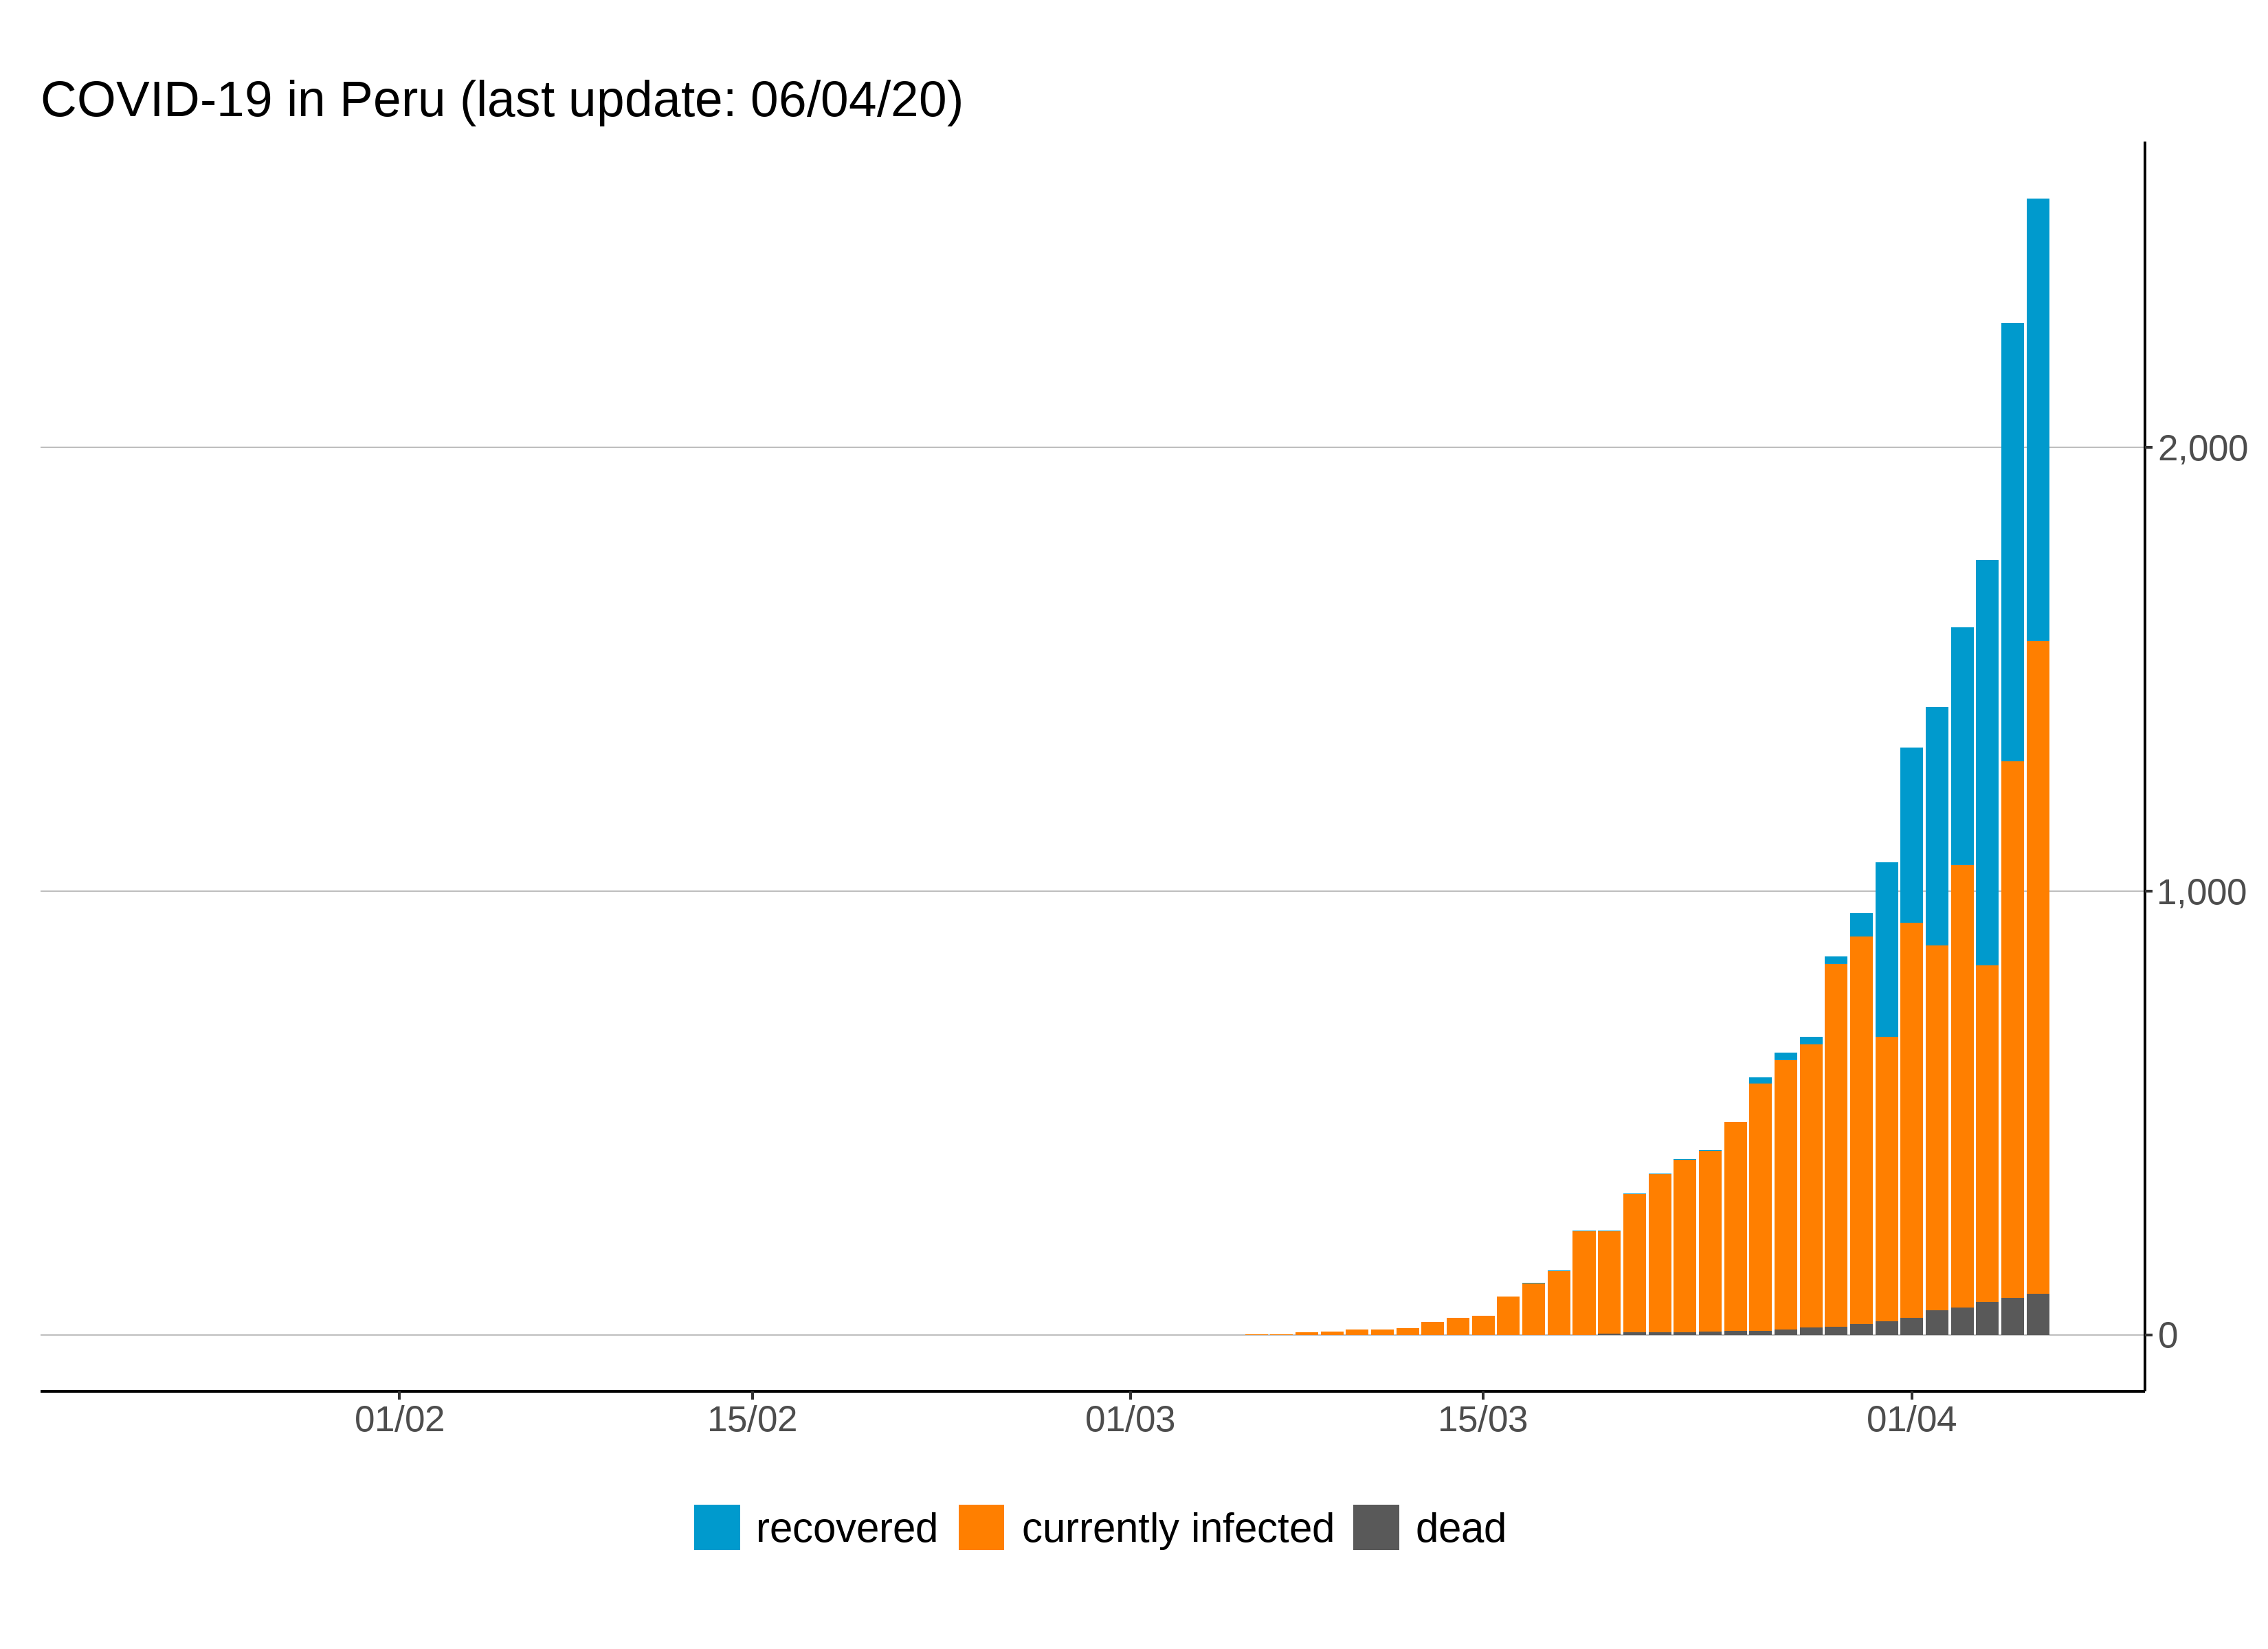 COVID-19 in Peru (last update: 06/04/20)
2,000
1,000
0
01/02 15/02 01/03 15/03 01/04
recovered currently infected dead